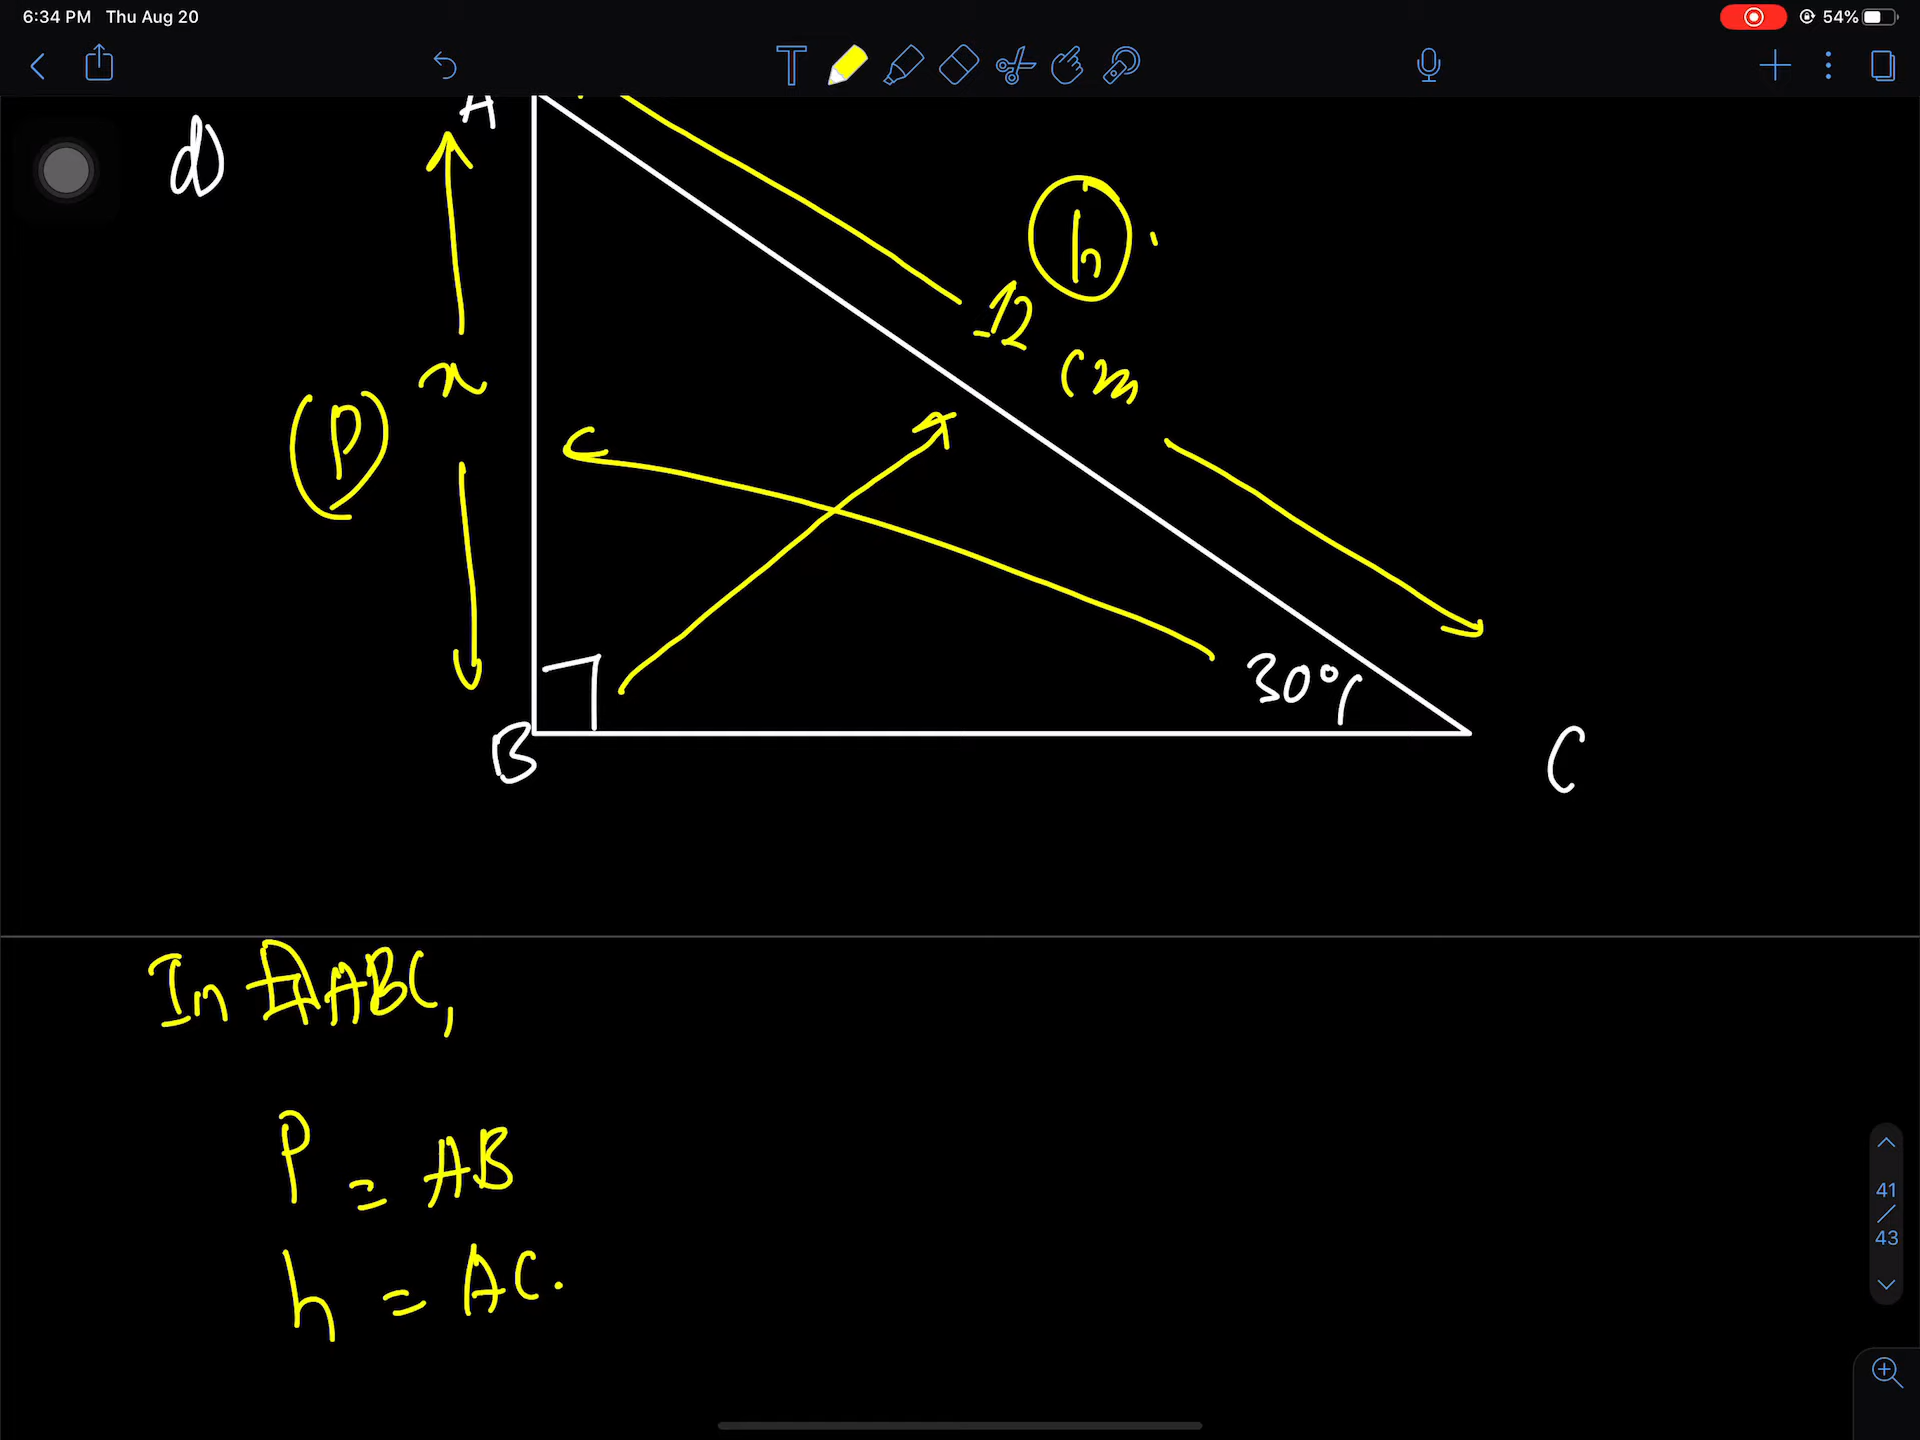 6:34 PM Thu Aug 20
54%
T
A
d)
h
12 cm
x
(P)
30°
B
C
In ABC,
P = AB
h = AC.
41
/
43